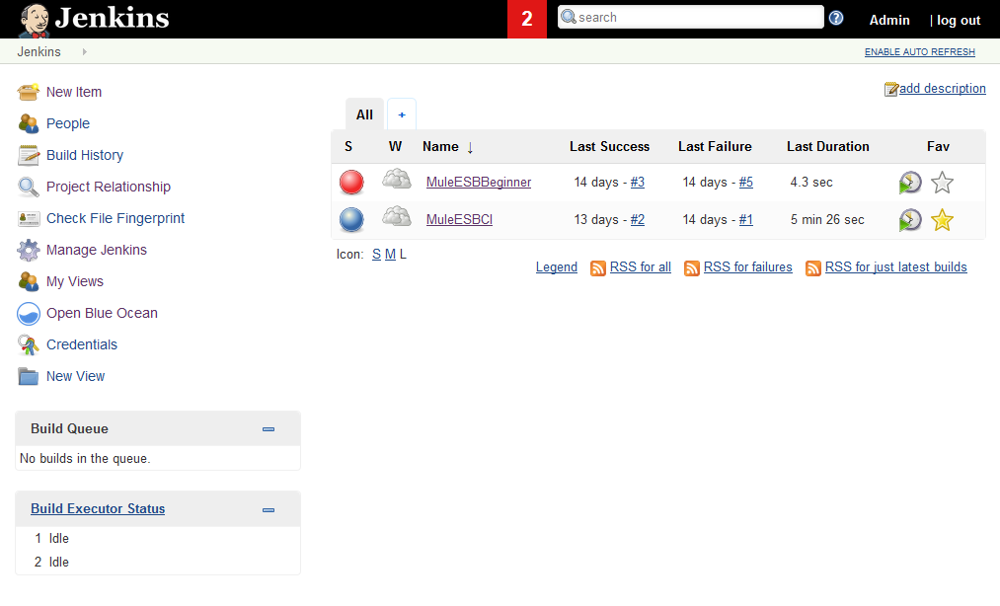 Jenkins
2
search
?
Admin | log out
Jenkins
ENABLE AUTO REFRESH
New Item
People
Build History
Project Relationship
Check File Fingerprint
Manage Jenkins
My Views
Open Blue Ocean
Credentials
New View
Build Queue
No builds in the queue.
Build Executor Status
1 Idle
2 Idle
add description
All +
S W Name ↓ Last Success Last Failure Last Duration Fav
MuleESBBeginner 14 days - #3 14 days - #5 4.3 sec
MuleESBCI 13 days - #2 14 days - #1 5 min 26 sec
Icon: S M L
Legend RSS for all RSS for failures RSS for just latest builds